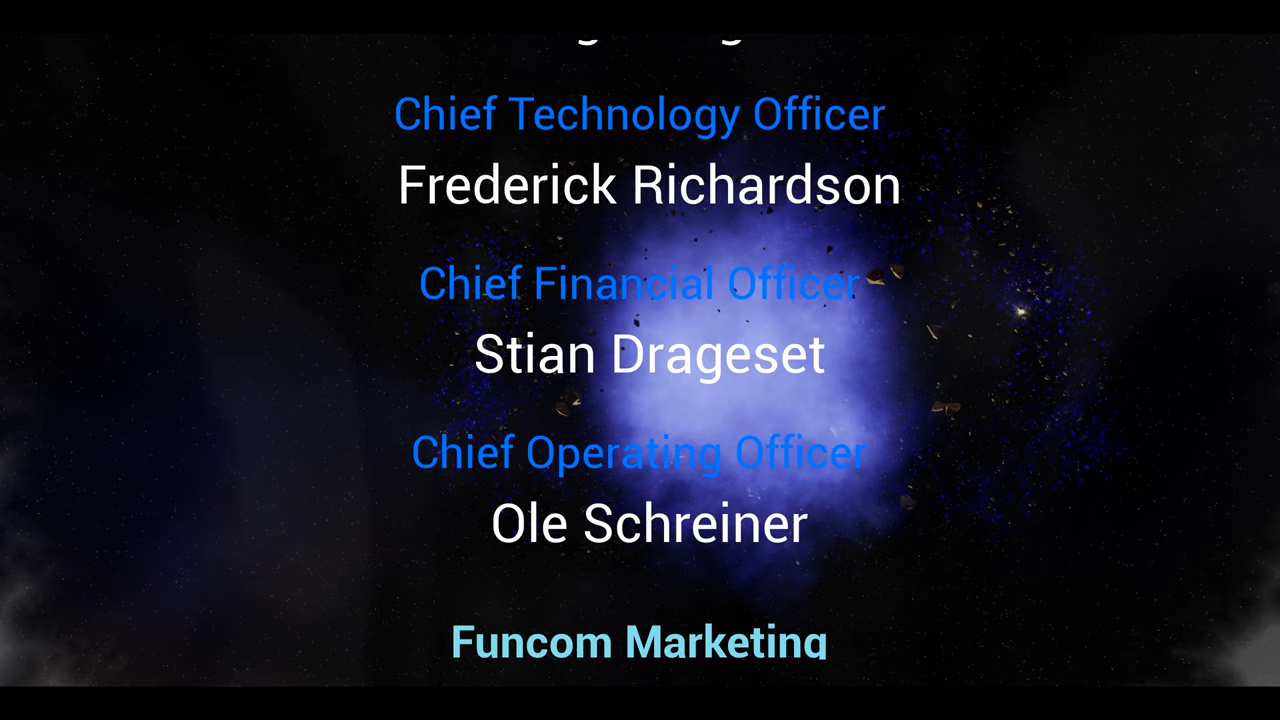 Chief Technology Officer
Frederick Richardson
Chief Financial Officer
Stian Drageset
Chief Operating Officer
Ole Schreiner
Funcom Marketing